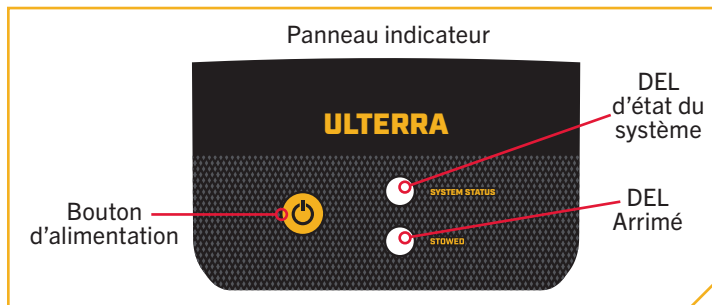 Panneau indicateur
DEL
d'état du
système
ULTERRA
SYSTEM STATUS
Bouton
d'alimentation
DEL
Arrimé
STOWED